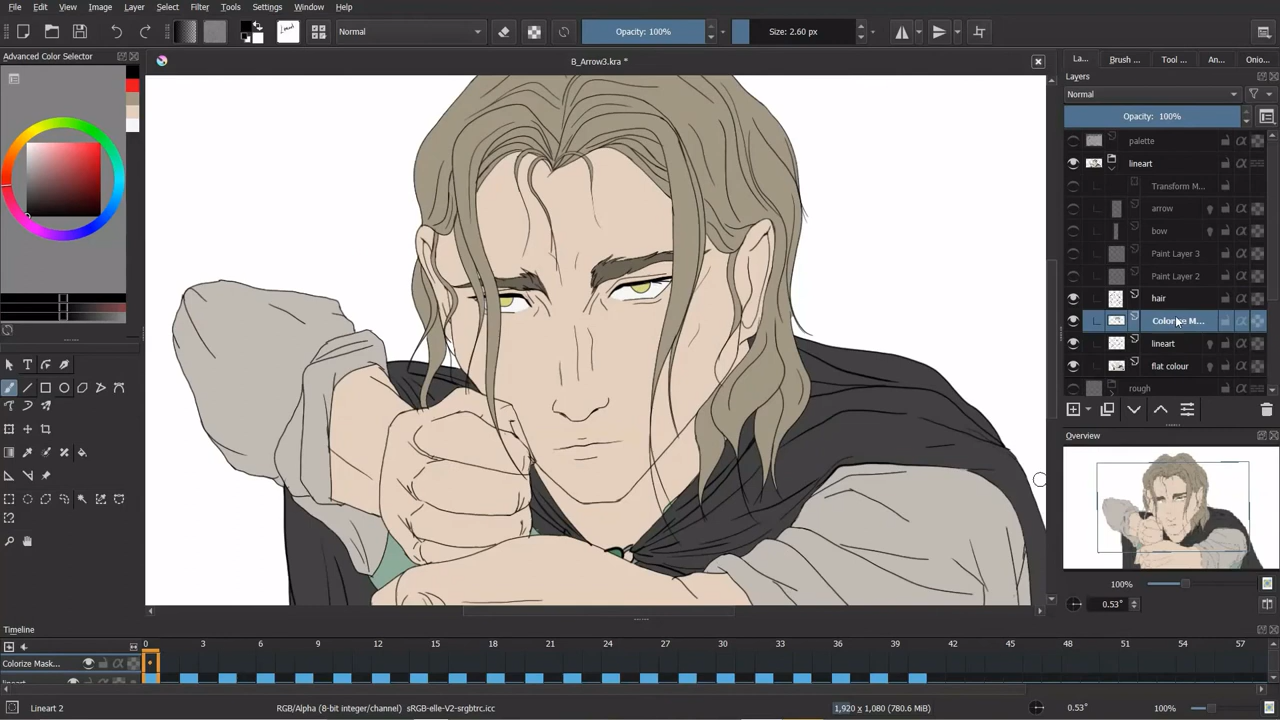 File Edit View Image Layer Select Filter Tools Settings Window Help
Normal
Opacity: 100%
Size: 2.60 px
Advanced Color Selector
B_Arrow3.kra *
La... Brush ... Tool ... An... Onio...
Layers
Normal
Opacity: 100%
palette
lineart
Transform M...
arrow
bow
Paint Layer 3
Paint Layer 2
hair
lineart
flat colour
rough
Overview
100%
0.53°
Timeline
0 3 6 9 12 15 18 21 24 27 30 33 36 39 42 45 48 51 54 57
Colorize Mask...
Lineart 2
RGB/Alpha (8-bit integer/channel) sRGB-elle-V2-srgbtrc.icc
1,920 x 1,080 (780.6 MiB)
0.53°
100%